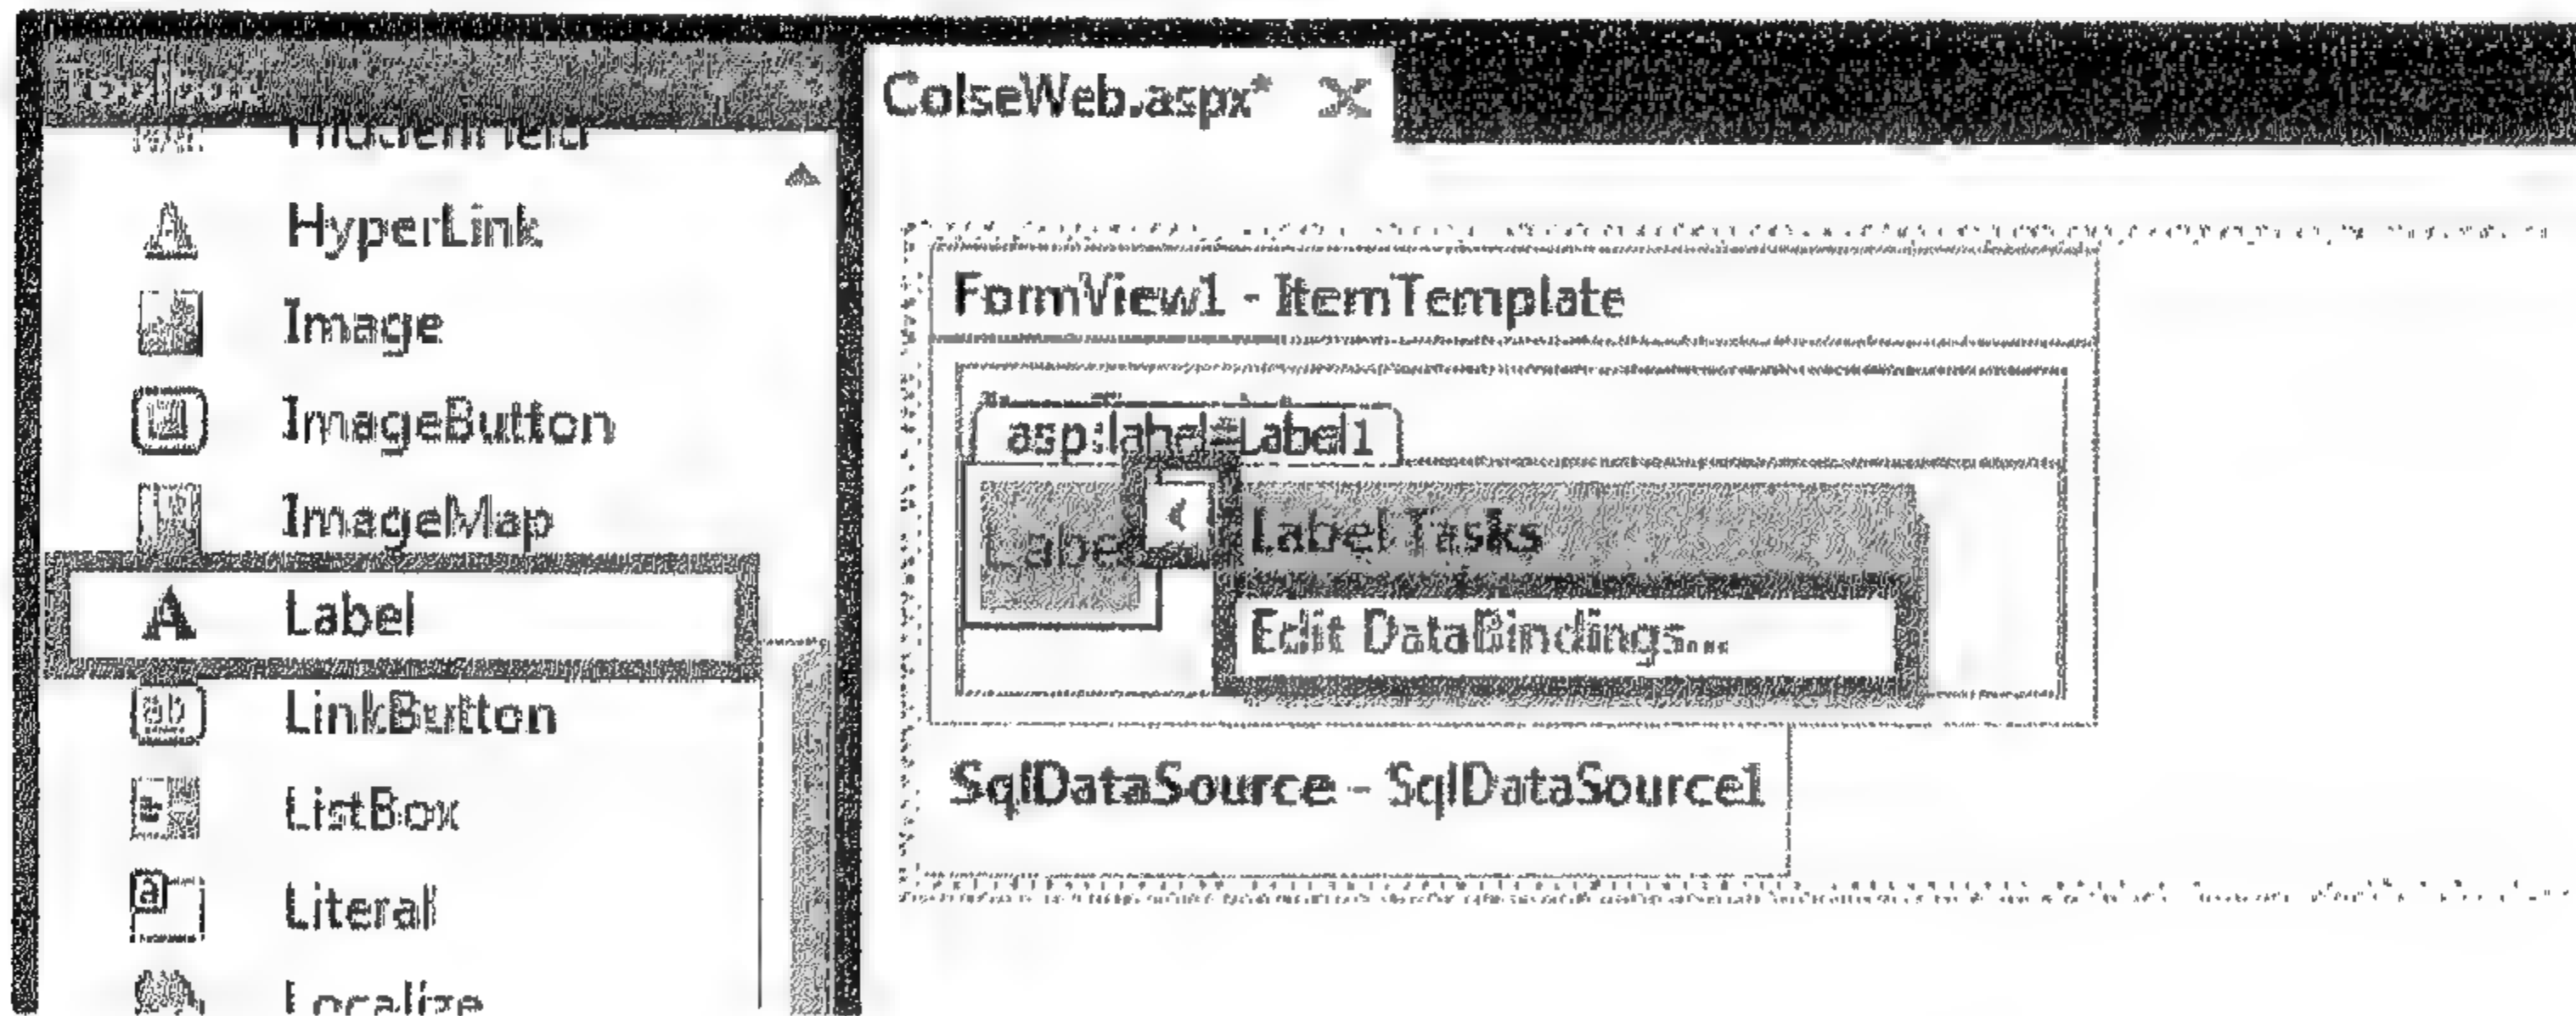 Toolbox
HiddenField
HyperLink
Image
ImageButton
ImageMap
Label
LinkButton
ListBox
Literal
Localize
ColseWeb.aspx*
FormView1 - ItemTemplate
asp:label#Label1
Label
Label Tasks
Edit DataBindings...
SqlDataSource - SqlDataSource1